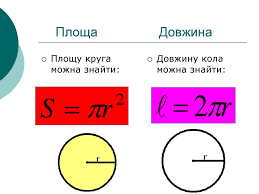 Площа
Площу круга
можна знайти:
S = πr²
r
Довжина
Довжину кола
можна знайти:
ℓ = 2πr
r